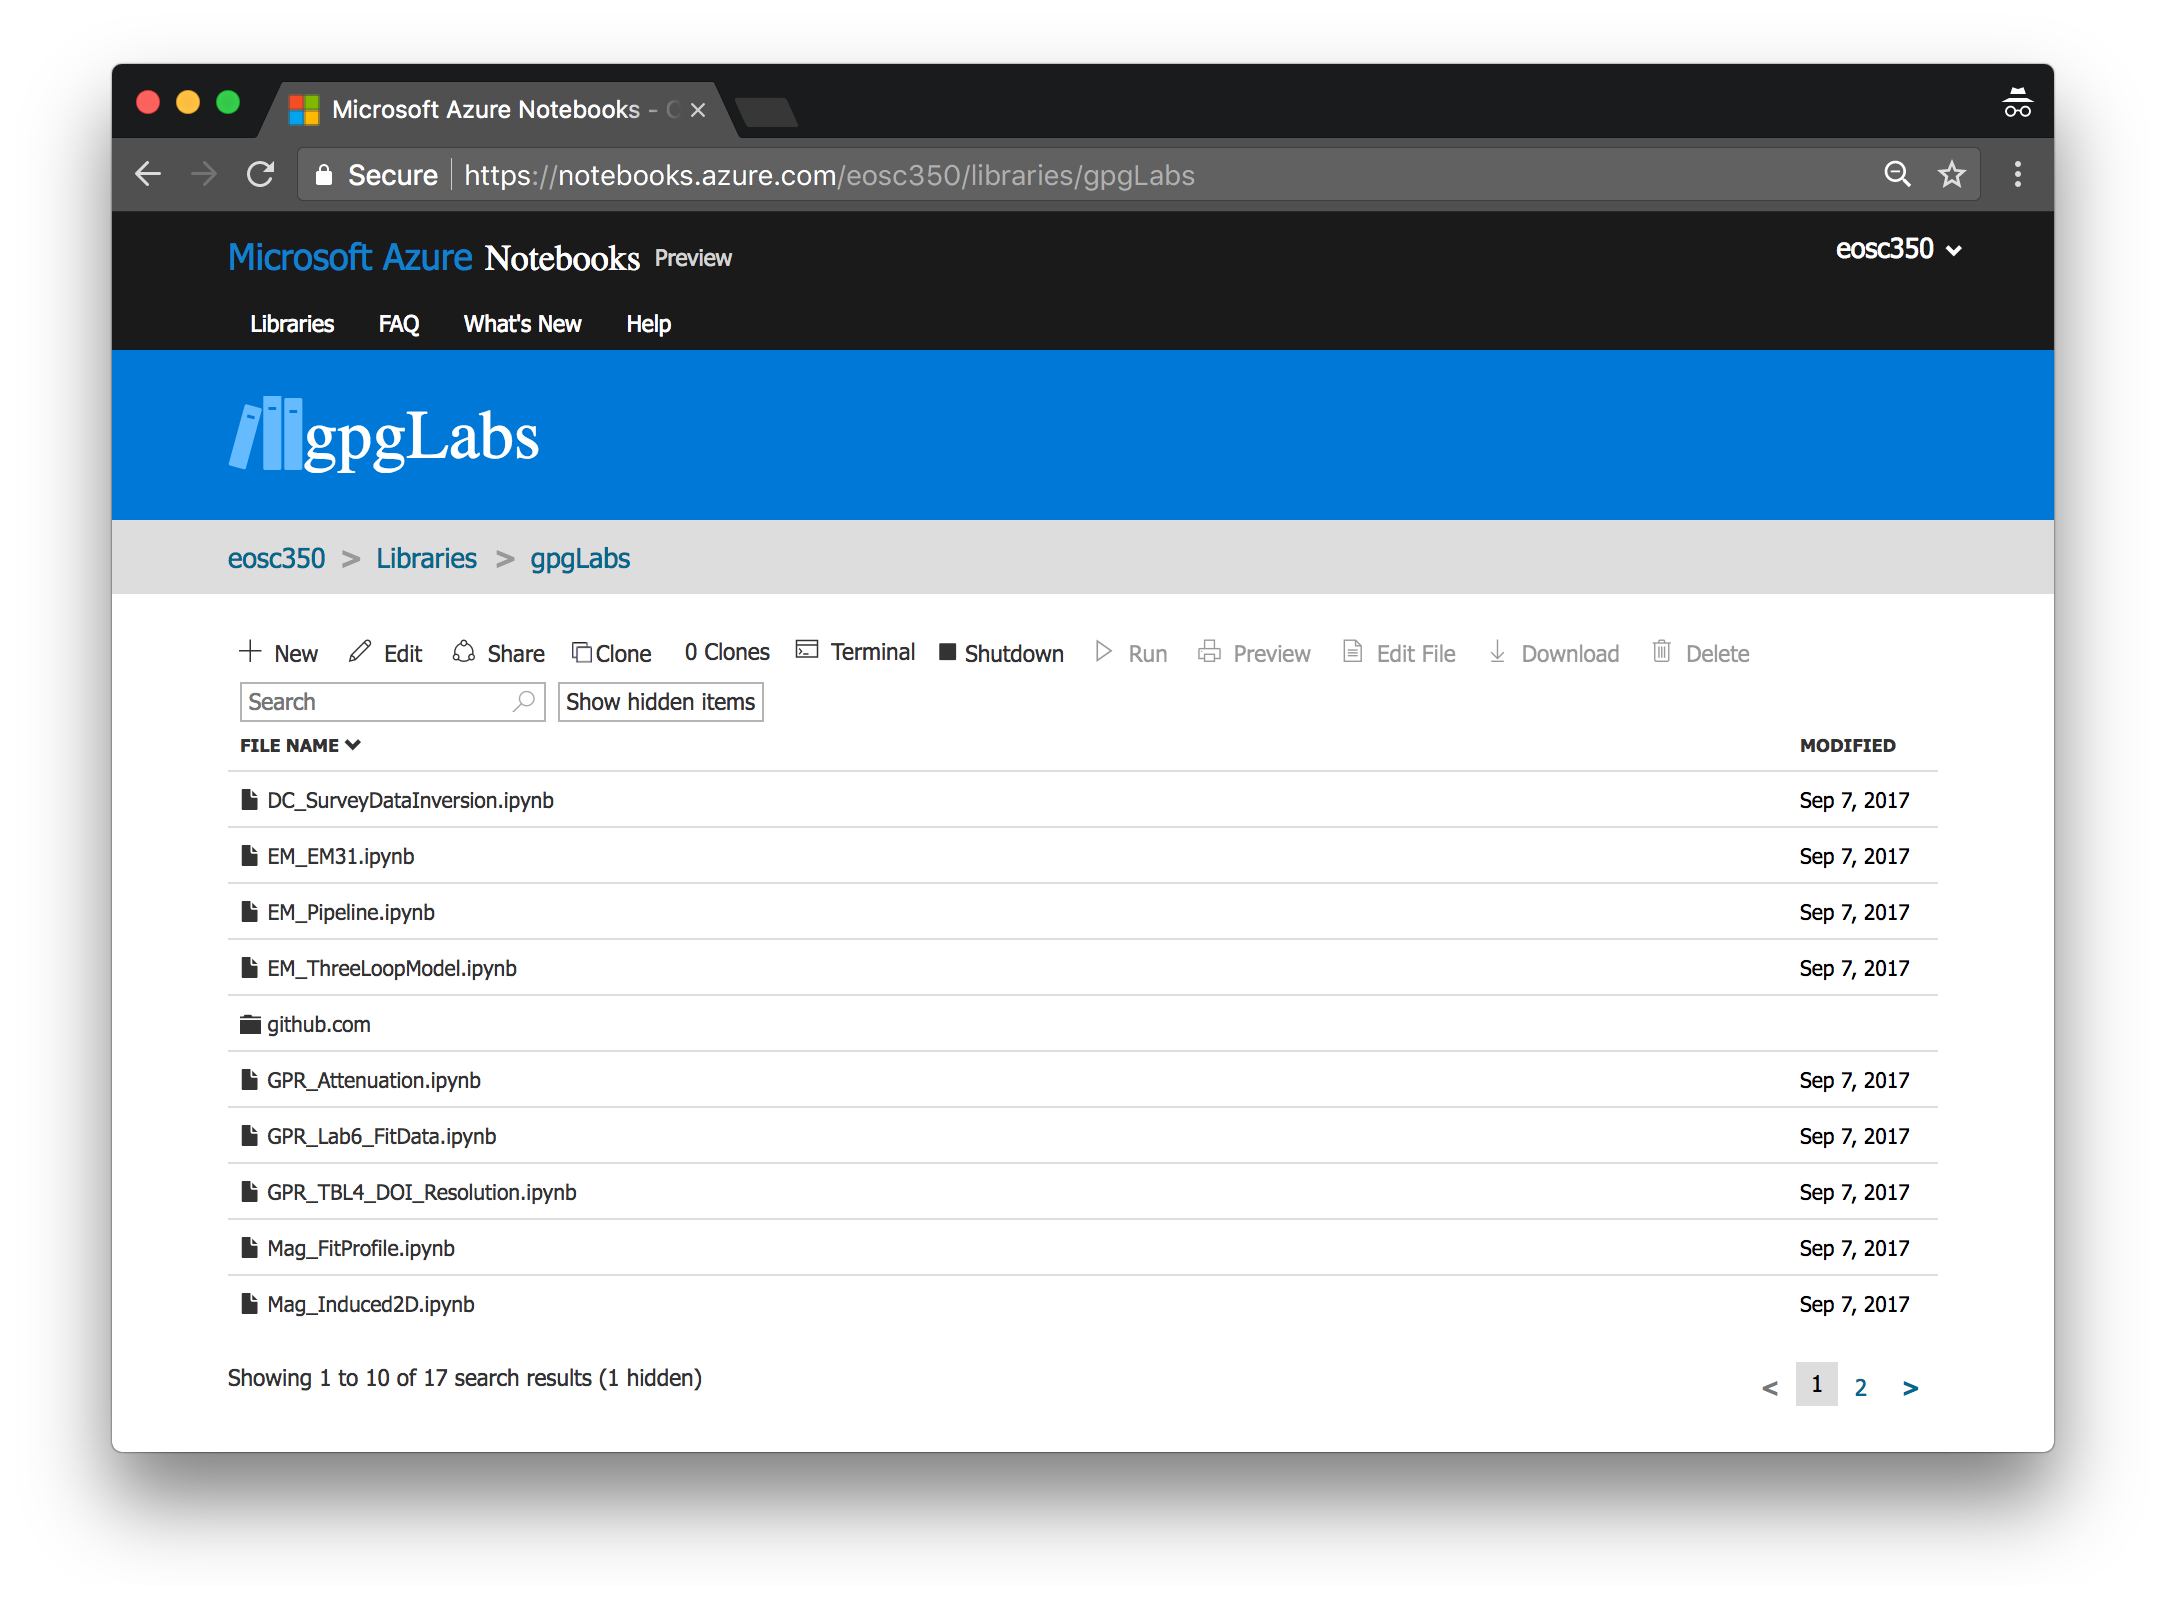 Microsoft Azure Notebooks -
Secure https://notebooks.azure.com/eosc350/libraries/gpgLabs
Microsoft Azure Notebooks Preview
eosc350
Libraries FAQ What's New Help
gpgLabs
eosc350 > Libraries > gpgLabs
New Edit Share Clone 0 Clones Terminal Shutdown Run Preview Edit File Download Delete
Search Show hidden items
FILE NAME MODIFIED
DC_SurveyDataInversion.ipynb Sep 7, 2017
EM_EM31.ipynb Sep 7, 2017
EM_Pipeline.ipynb Sep 7, 2017
EM_ThreeLoopModel.ipynb Sep 7, 2017
github.com
GPR_Attenuation.ipynb Sep 7, 2017
GPR_Lab6_FitData.ipynb Sep 7, 2017
GPR_TBL4_DOI_Resolution.ipynb Sep 7, 2017
Mag_FitProfile.ipynb Sep 7, 2017
Mag_Induced2D.ipynb Sep 7, 2017
Showing 1 to 10 of 17 search results (1 hidden)
< 1 2 >